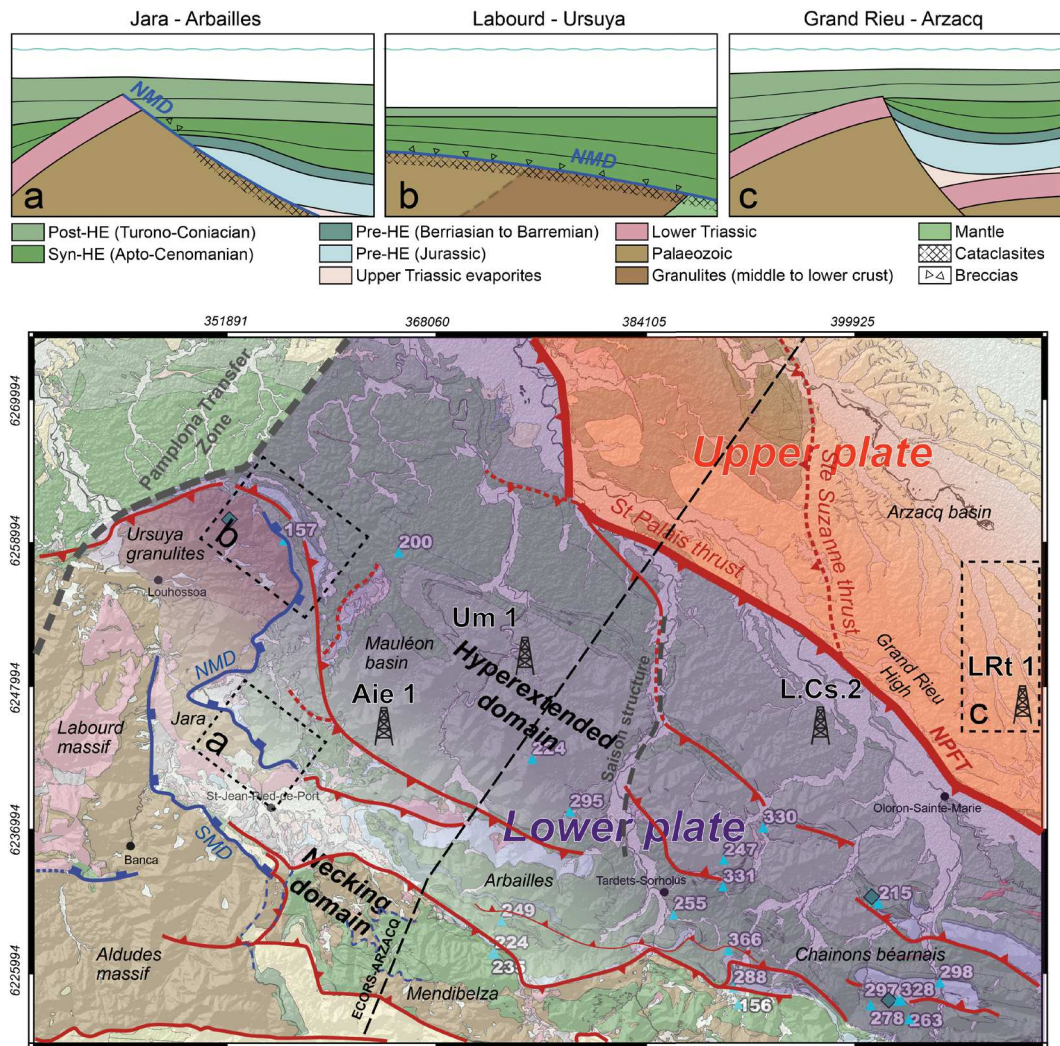 Jara - Arbailles
Labourd - Ursuya
Grand Rieu - Arzacq
NMD
a
NMD
b
c
Post-HE (Turono-Coniacian)
Syn-HE (Apto-Cenomanian)
Pre-HE (Berriasian to Barremian)
Pre-HE (Jurassic)
Upper Triassic evaporites
Lower Triassic
Palaeozoic
Granulites (middle to lower crust)
Mantle
Cataclasites
Breccias
351891
368060
384105
399925
6269994
6258994
6247994
6236994
6225994
Pamplona Transfer
Zone
Upper plate
Ste Suzanne thrust
Arzacq basin
St Palais thrust
Ursuya
granulites
b
157
200
Louhossoa
Um 1
Mauléon
basin
Hyperextended
domain
Aie 1
NMD
Saison structure
L.Cs.2
Grand Rieu
High
LRt 1
c
NPFT
Labourd
massif
Jara
a
St-Jean-Pied-de-Port
295
Oloron-Sainte-Marie
330
Lower plate
SMD
Banca
247
331
Necking
domain
Arbailles
Tardets-Sorholus
255
215
249
224
366
Aldudes
massif
ECORS-ARZACQ
Mendibelza
288
156
Chainons béarnais
298
297
328
278
263